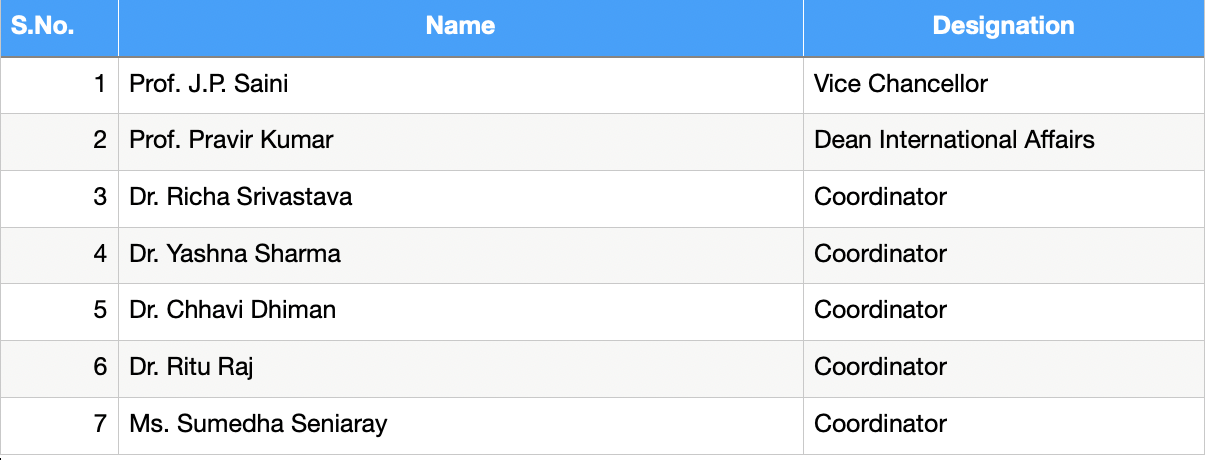 S.No. Name Designation
1 Prof. J.P. Saini Vice Chancellor
2 Prof. Pravir Kumar Dean International Affairs
3 Dr. Richa Srivastava Coordinator
4 Dr. Yashna Sharma Coordinator
5 Dr. Chhavi Dhiman Coordinator
6 Dr. Ritu Raj Coordinator
7 Ms. Sumedha Seniaray Coordinator